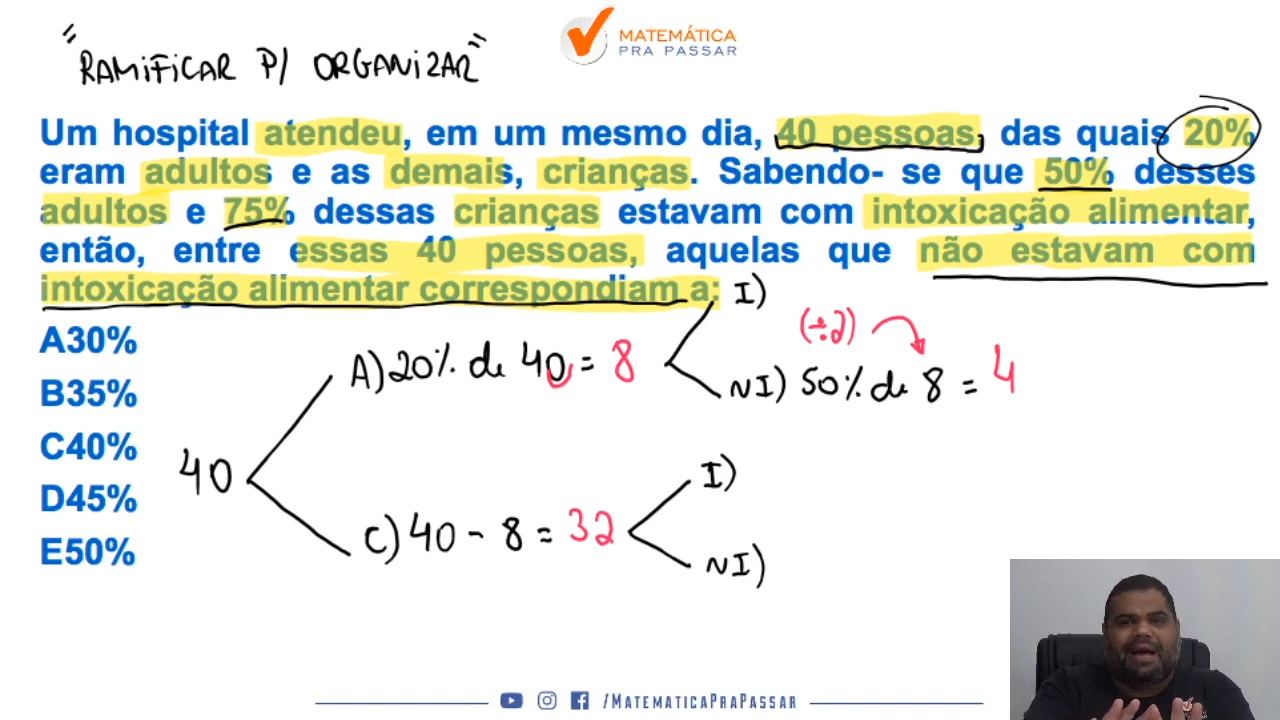 "RAMIFICAR P/ ORGANIZAR"
MATEMÁTICA
PRA PASSAR
Um hospital atendeu, em um mesmo dia, 40 pessoas, das quais 20%
eram adultos e as demais, crianças. Sabendo- se que 50% desses
adultos e 75% dessas crianças estavam com intoxicação alimentar,
então, entre essas 40 pessoas, aquelas que não estavam com
intoxicação alimentar correspondiam a:
A30%
B35%
C40%
D45%
E50%
40
A) 20% de 40 = 8
I)
(÷2)
NI) 50% de 8 = 4
C) 40 - 8 = 32
I)
NI)
/MATEMATICAPRAPASSAR